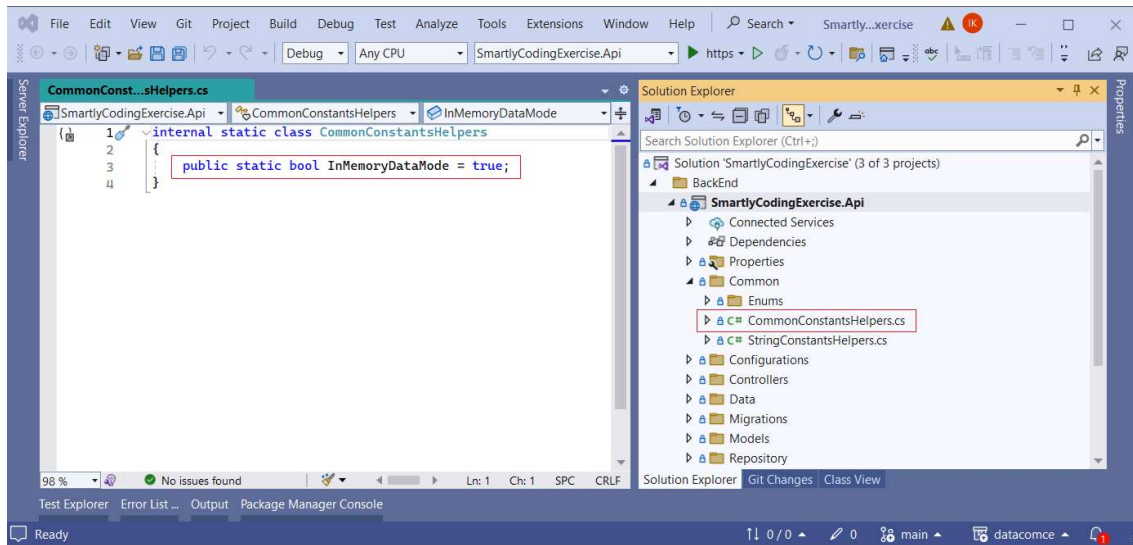 File Edit View Git Project Build Debug Test Analyze Tools Extensions Window Help Search Smartly...xercise IK
Debug Any CPU SmartlyCodingExercise.Api https
Server Explorer
CommonConst...sHelpers.cs
SmartlyCodingExercise.Api CommonConstantsHelpers InMemoryDataMode
1 internal static class CommonConstantsHelpers
2 {
3 public static bool InMemoryDataMode = true;
4 }
98 % No issues found Ln: 1 Ch: 1 SPC CRLF
Solution Explorer
Search Solution Explorer (Ctrl+;)
Solution 'SmartlyCodingExercise' (3 of 3 projects)
BackEnd
SmartlyCodingExercise.Api
Connected Services
Dependencies
Properties
Common
Enums
C# CommonConstantsHelpers.cs
C# StringConstantsHelpers.cs
Configurations
Controllers
Data
Migrations
Models
Repository
Solution Explorer Git Changes Class View
Properties
Test Explorer Error List ... Output Package Manager Console
Ready 0 / 0 0 main datacomce 1